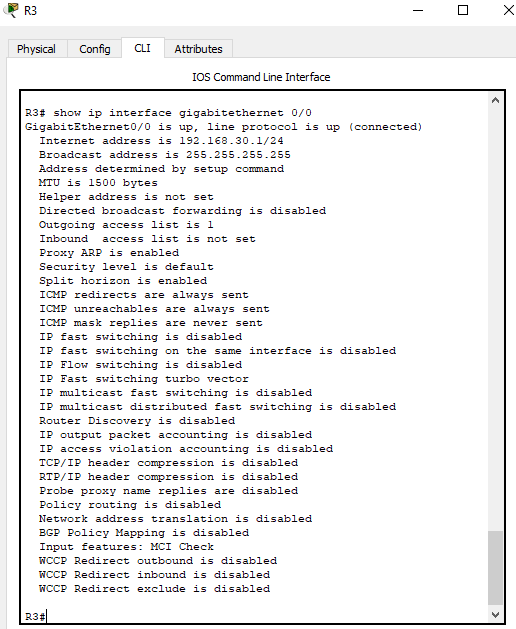 R3
Physical Config CLI Attributes
IOS Command Line Interface
R3# show ip interface gigabitethernet 0/0
GigabitEthernet0/0 is up, line protocol is up (connected)
Internet address is 192.168.30.1/24
Broadcast address is 255.255.255.255
Address determined by setup command
MTU is 1500 bytes
Helper address is not set
Directed broadcast forwarding is disabled
Outgoing access list is 1
Inbound  access list is not set
Proxy ARP is enabled
Security level is default
Split horizon is enabled
ICMP redirects are always sent
ICMP unreachables are always sent
ICMP mask replies are never sent
IP fast switching is disabled
IP fast switching on the same interface is disabled
IP Flow switching is disabled
IP Fast switching turbo vector
IP multicast fast switching is disabled
IP multicast distributed fast switching is disabled
Router Discovery is disabled
IP output packet accounting is disabled
IP access violation accounting is disabled
TCP/IP header compression is disabled
RTP/IP header compression is disabled
Probe proxy name replies are disabled
Policy routing is disabled
Network address translation is disabled
BGP Policy Mapping is disabled
Input features: MCI Check
WCCP Redirect outbound is disabled
WCCP Redirect inbound is disabled
WCCP Redirect exclude is disabled
R3#